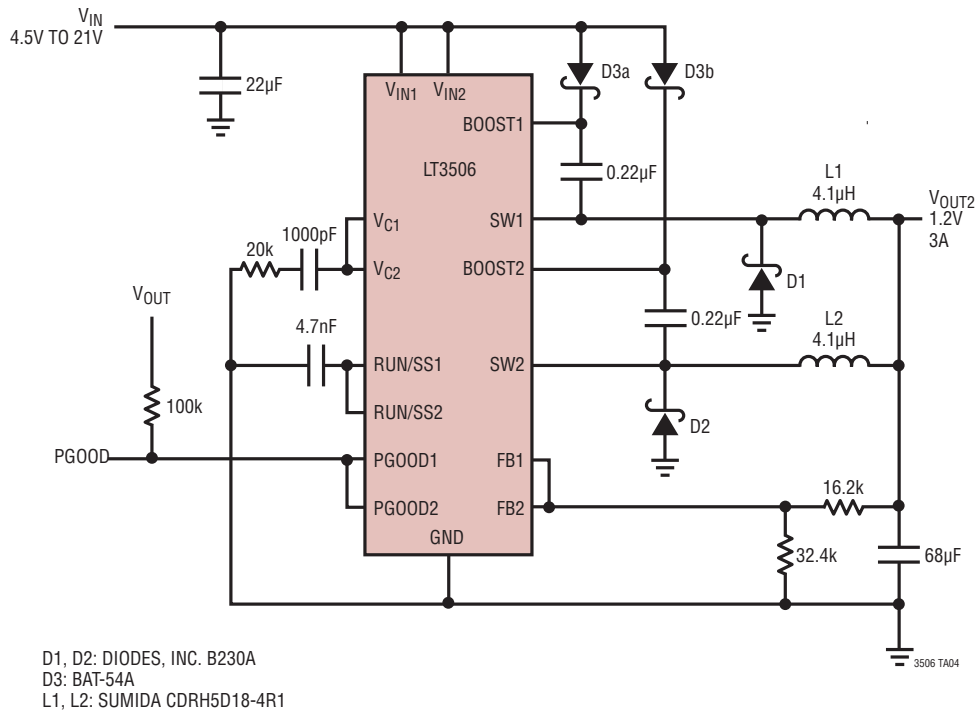 VIN
4.5V TO 21V
22µF
D3a
D3b
VIN1 VIN2
BOOST1
LT3506
0.22µF
L1
4.1µH
VOUT2
1.2V
3A
VC1
SW1
1000pF
20k
VC2
BOOST2
D1
VOUT
4.7nF
0.22µF
L2
4.1µH
RUN/SS1
SW2
100k
RUN/SS2
D2
PGOOD
PGOOD1
FB1
16.2k
PGOOD2
FB2
GND
32.4k
68µF
3506 TA04
D1, D2: DIODES, INC. B230A
D3: BAT-54A
L1, L2: SUMIDA CDRH5D18-4R1